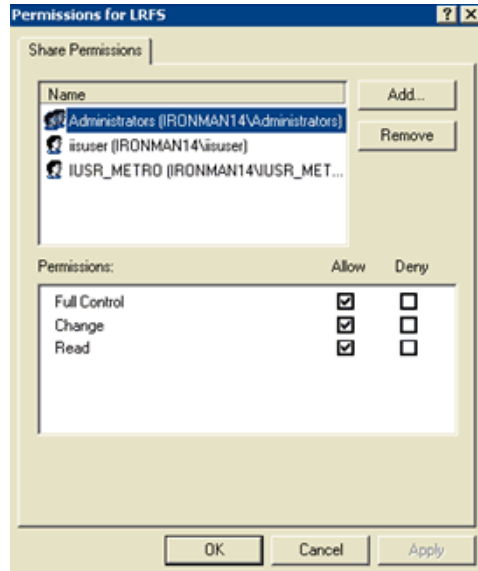 Permissions for LRFS
Share Permissions
Name
Administrators (IRONMAN14\Administrators)
iisuser (IRONMAN14\iisuser)
IUSR_METRO (IRONMAN14\IUSR_MET...
Add...
Remove
Permissions: Allow Deny
Full Control
Change
Read
OK Cancel Apply